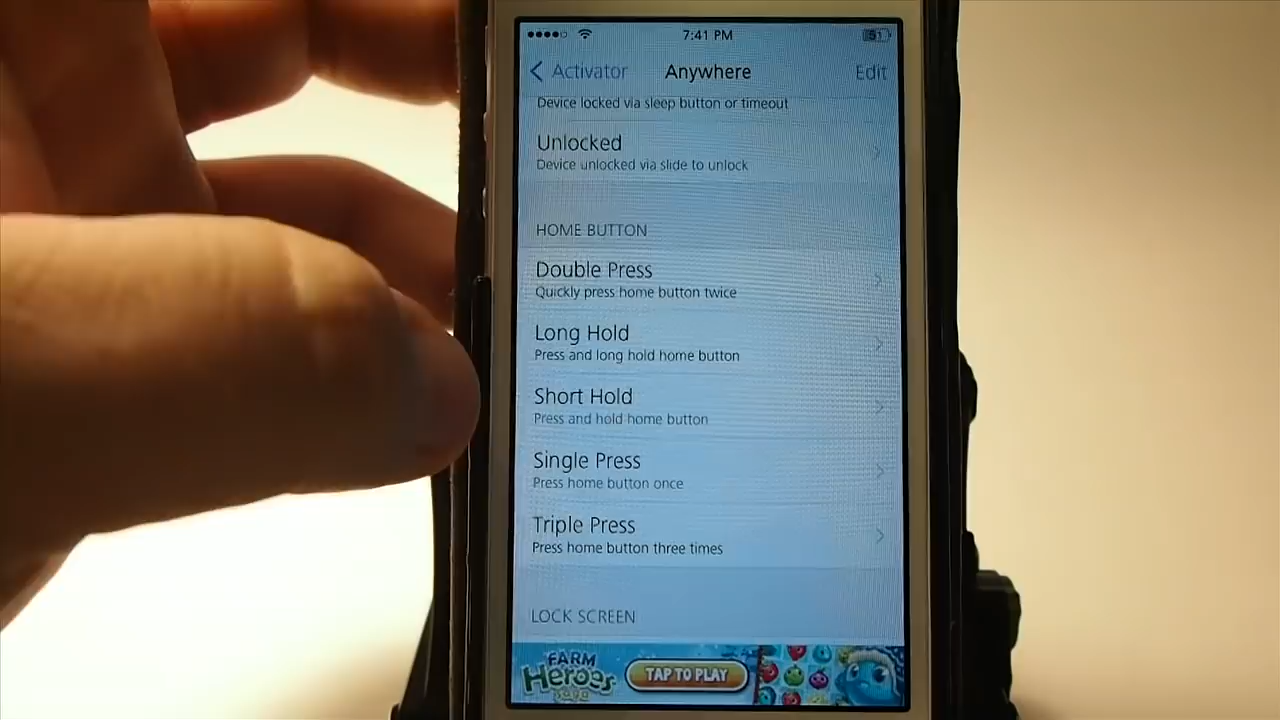 7:41 PM
51
Activator
Anywhere
Edit
Device locked via sleep button or timeout
Unlocked
Device unlocked via slide to unlock
HOME BUTTON
Double Press
Quickly press home button twice
Long Hold
Press and long hold home button
Short Hold
Press and hold home button
Single Press
Press home button once
Triple Press
Press home button three times
LOCK SCREEN
FARM
HEROES
SAGA
TAP TO PLAY